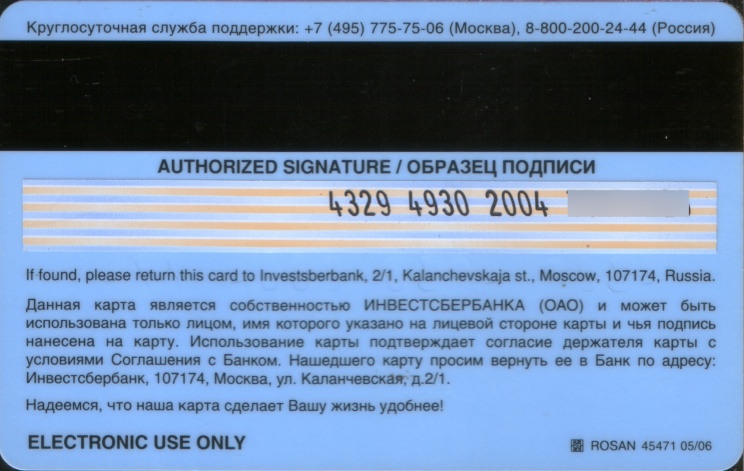 Круглосуточная служба поддержки: +7 (495) 775-75-06 (Москва), 8-800-200-24-44 (Россия)
AUTHORIZED SIGNATURE / ОБРАЗЕЦ ПОДПИСИ
4329 4930 2004
If found, please return this card to Investsberbank, 2/1, Kalanchevskaja st., Moscow, 107174, Russia.
Данная карта является собственностью ИНВЕСТСБЕРБАНКА (ОАО) и может быть
использована только лицом, имя которого указано на лицевой стороне карты и чья подпись
нанесена на карту. Использование карты подтверждает согласие держателя карты с
условиями Соглашения с Банком. Нашедшего карту просим вернуть ее в Банк по адресу:
Инвестсбербанк, 107174, Москва, ул. Каланчевская, д.2/1.
Надеемся, что наша карта сделает Вашу жизнь удобнее!
ELECTRONIC USE ONLY
ROSAN 45471 05/06